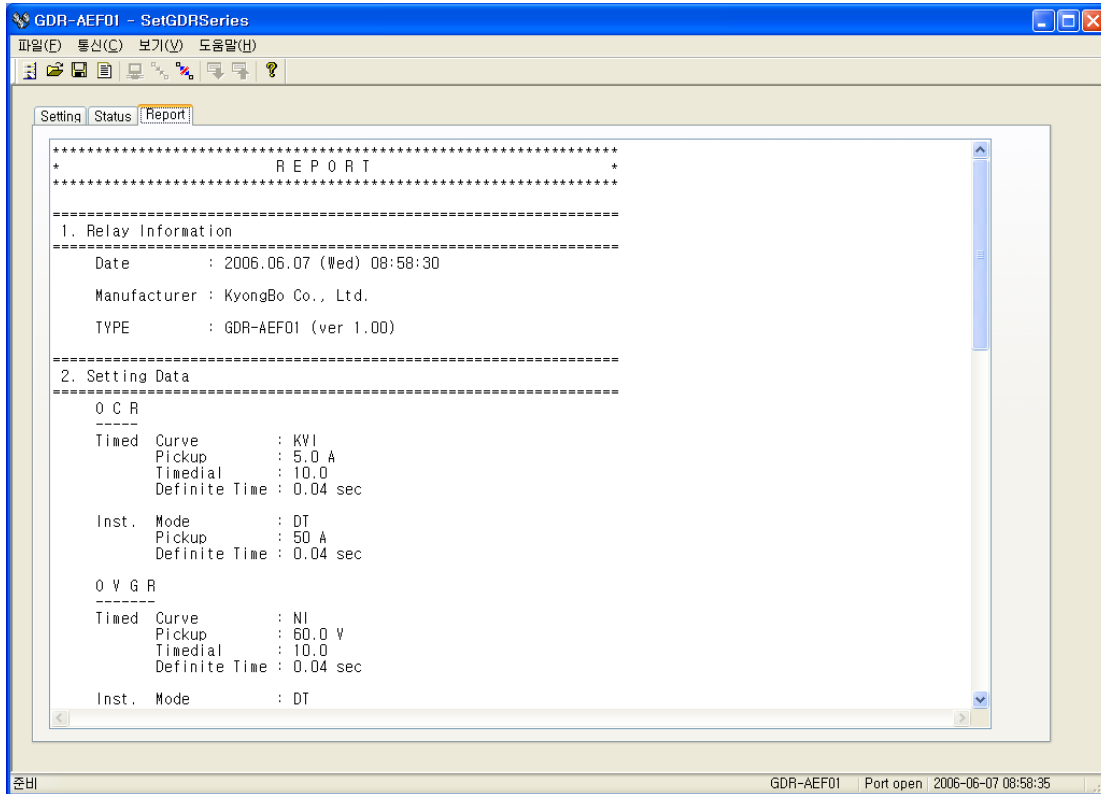 GDR-AEF01 - SetGDRSeries
파일(F) 통신(C) 보기(V) 도움말(H)
Setting Status Report
******************************************************************
* R E P O R T *
******************************************************************
==================================================================
1. Relay Information
==================================================================
Date : 2006.06.07 (Wed) 08:58:30
Manufacturer : KyongBo Co., Ltd.
TYPE : GDR-AEF01 (ver 1.00)
==================================================================
2. Setting Data
==================================================================
O C R
-----
Timed Curve : KVI
Pickup : 5.0 A
Timedial : 10.0
Definite Time : 0.04 sec
Inst. Mode : DT
Pickup : 50 A
Definite Time : 0.04 sec
O V G R
-------
Timed Curve : NI
Pickup : 60.0 V
Timedial : 10.0
Definite Time : 0.04 sec
Inst. Mode : DT
준비 GDR-AEF01 Port open 2006-06-07 08:58:35